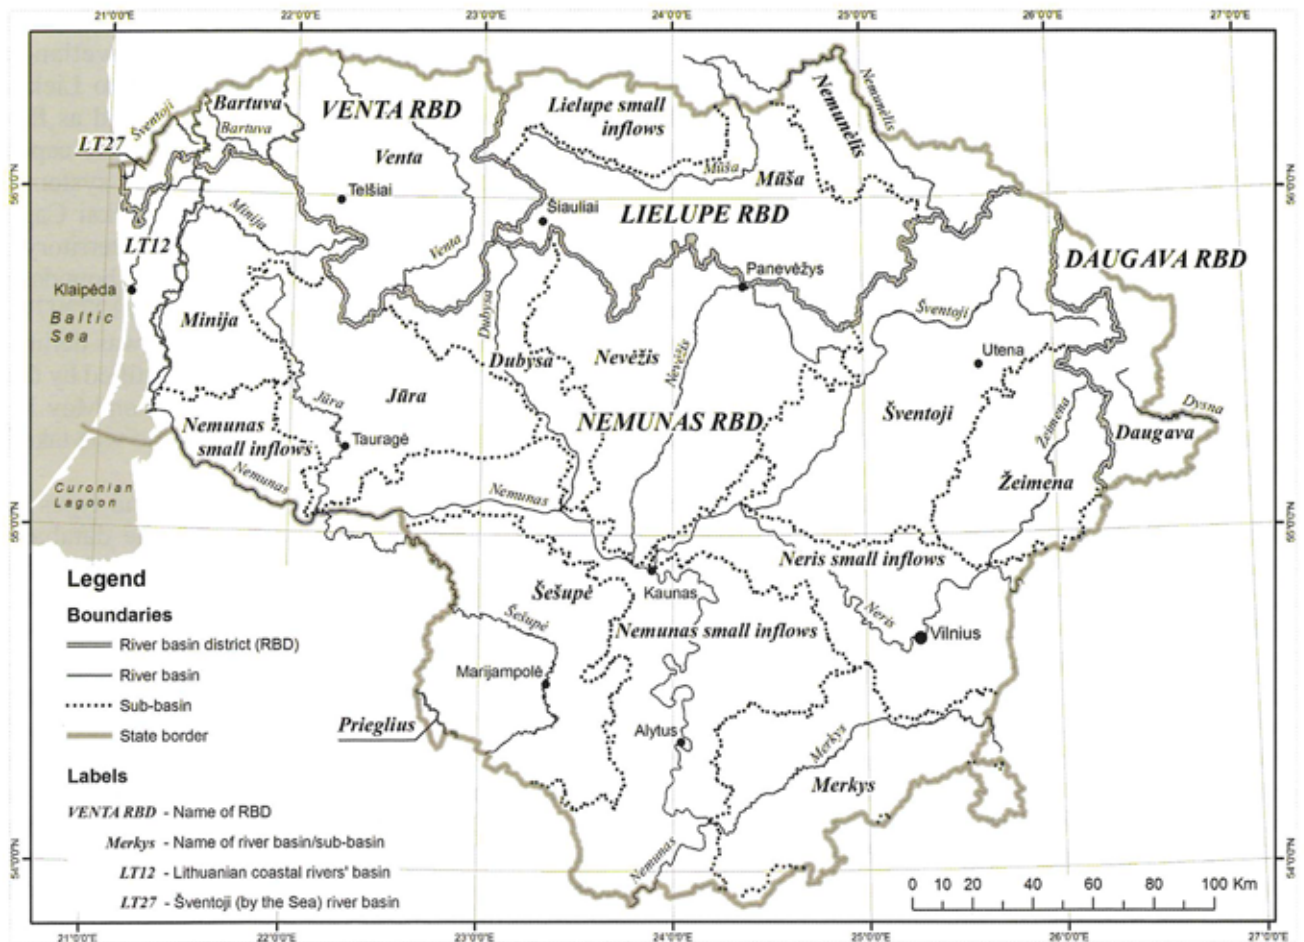 21°0'0"E
22°0'0"E
23°0'0"E
24°0'0"E
25°0'0"E
26°0'0"E
27°0'0"E
Šventoji
Bartuva
Bartuva
VENTA RBD
Venta
Lielupe small
inflows
Mūša
Mūša
Nemunėlis
Nemunėlis
LT27
56°0'0"N
56°0'0"N
Telšiai
Šiauliai
LIELUPE RBD
Minija
LT12
Venta
Klaipėda
Baltic
Sea
Panevėžys
DAUGAVA RBD
Minija
Dubysa
Dubysa
Nevėžis
Nevėžis
Šventoji
Utena
Jūra
Jūra
NEMUNAS RBD
Šventoji
Žeimena
Dysna
Daugava
Nemunas
small inflows
Tauragė
Nemunas
Nemunas
Žeimena
Curonian
Lagoon
55°0'0"N
55°0'0"N
Neris small inflows
Šešupė
Kaunas
Šešupė
Nemunas small inflows
Neris
Vilnius
Marijampolė
Prieglius
Alytus
Merkys
Merkys
Nemunas
54°0'0"N
54°0'0"N
Legend
Boundaries
River basin district (RBD)
River basin
Sub-basin
State border
Labels
VENTA RBD - Name of RBD
Merkys - Name of river basin/sub-basin
LT12 - Lithuanian coastal rivers' basin
LT27 - Šventoji (by the Sea) river basin
0 10 20 40 60 80 100 Km
21°0'0"E
22°0'0"E
23°0'0"E
24°0'0"E
25°0'0"E
26°0'0"E
27°0'0"E